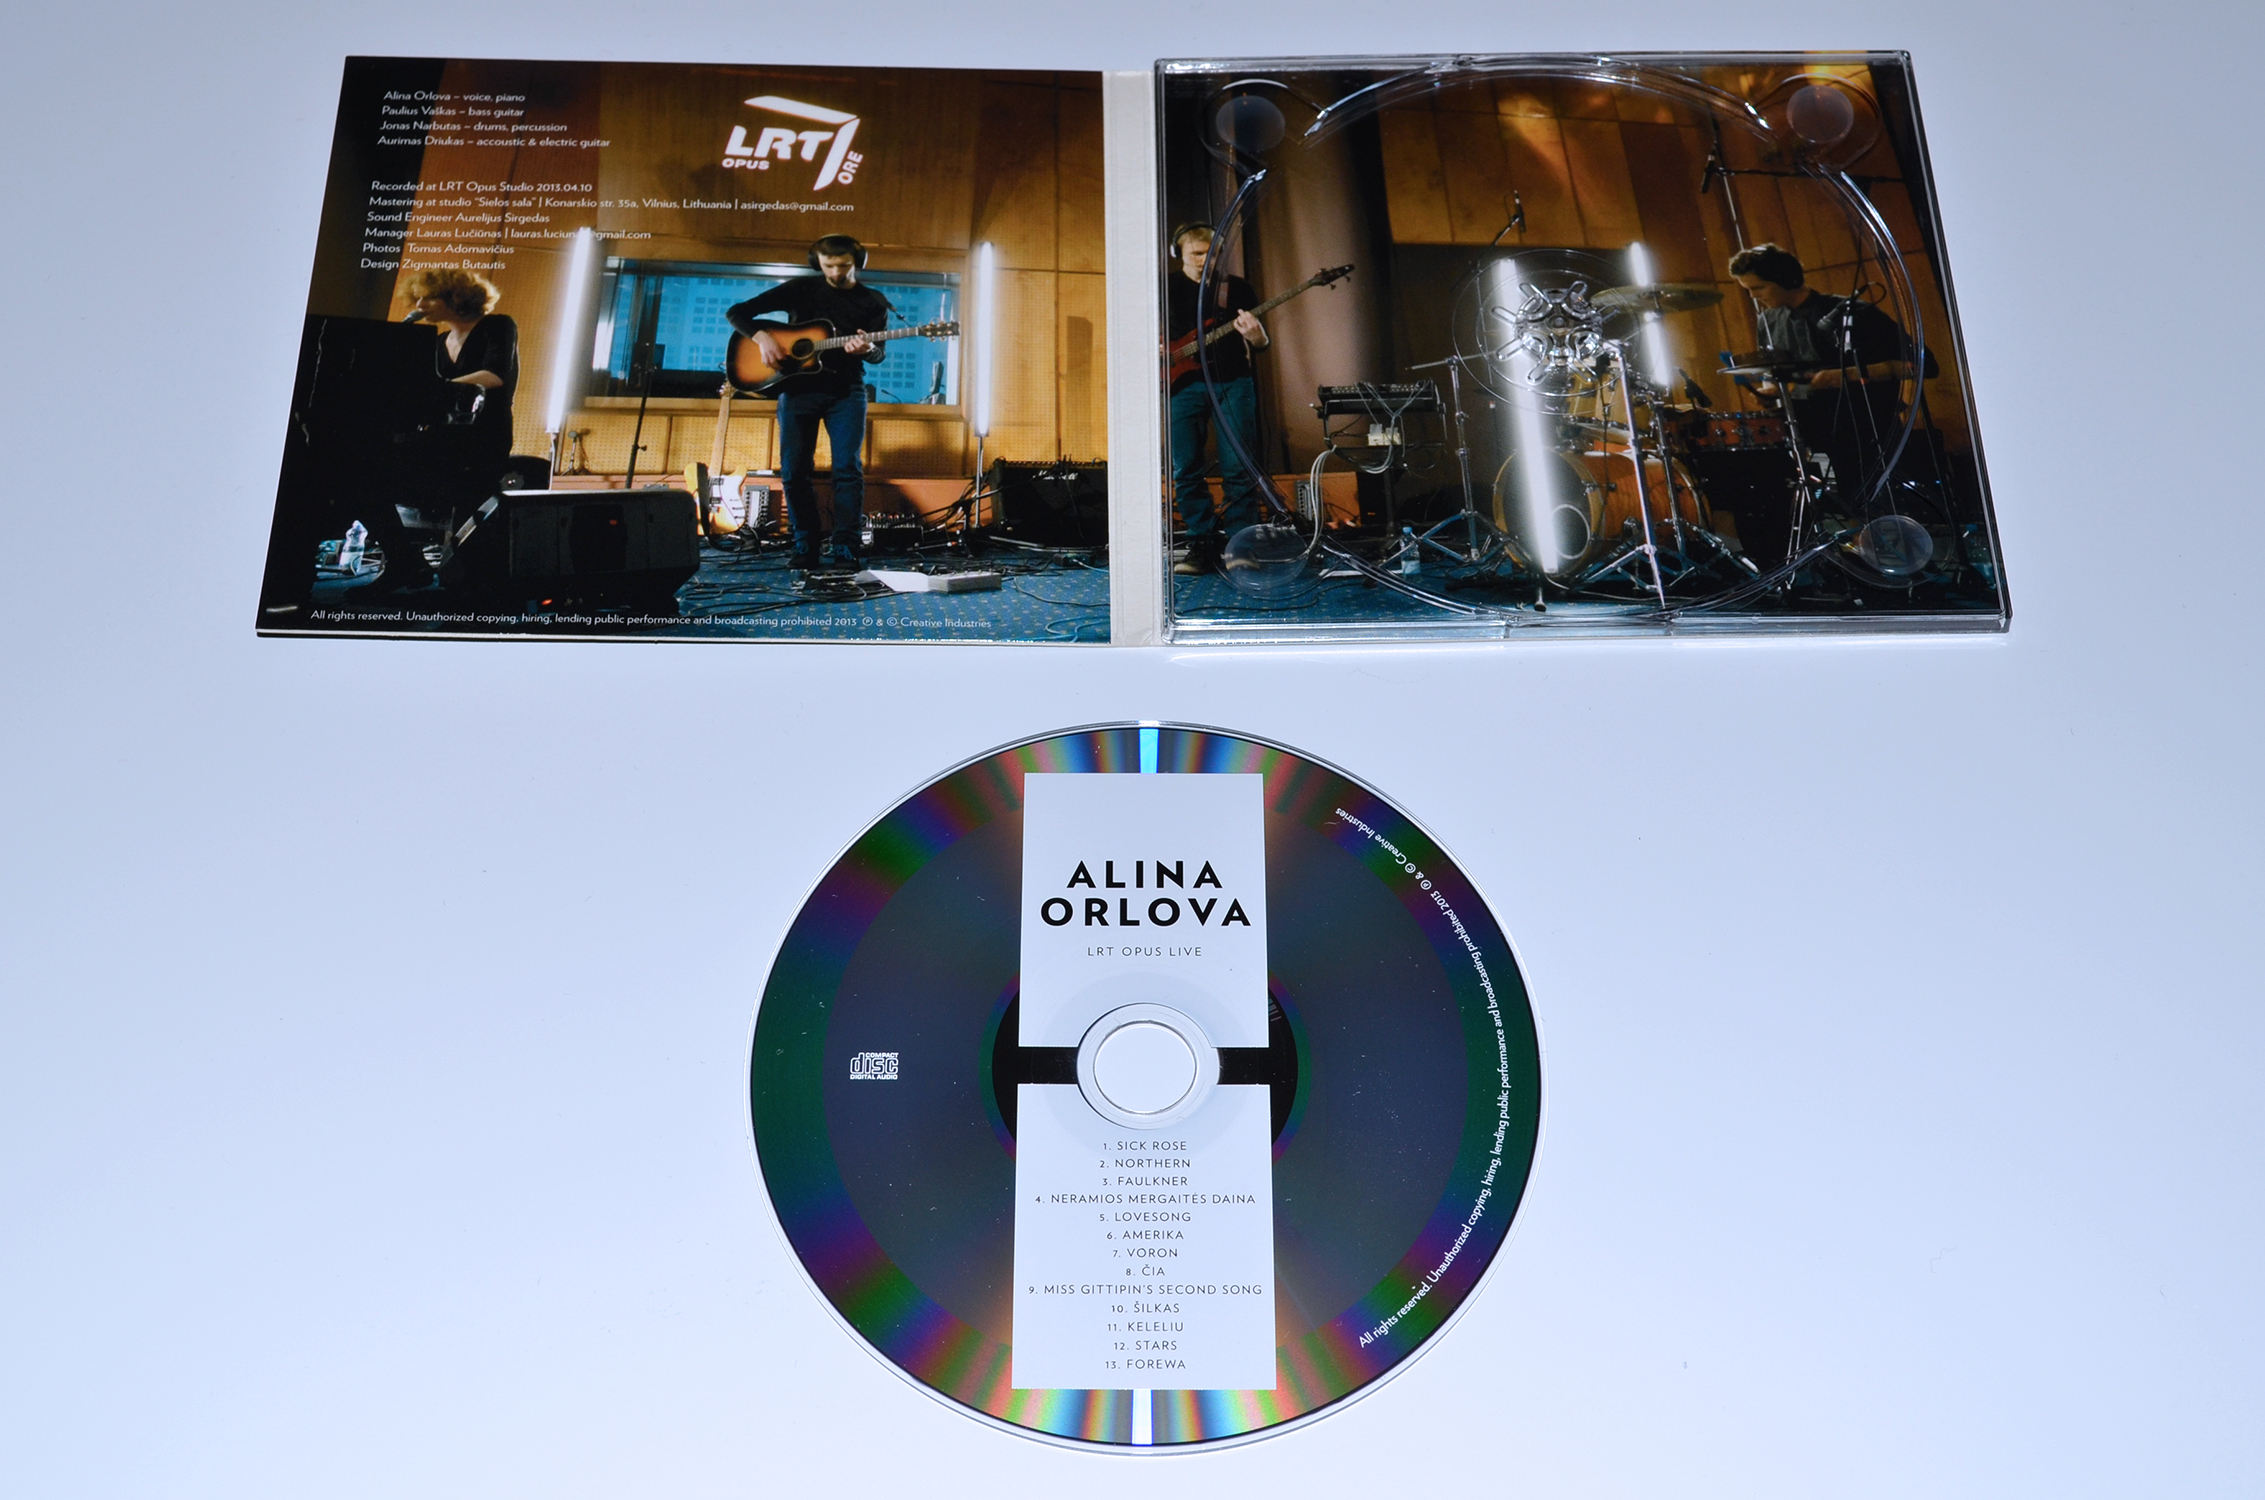 Alina Orlova – voice, piano
Paulius Vaškas – bass guitar
Jonas Narbutas – drums, percussion
Aurimas Driukas – accoustic & electric guitar
LRT
OPUS
ORE
Recorded at LRT Opus Studio 2013.04.10
Mastering at studio "Sielos sala" | Konarskio str. 35a, Vilnius, Lithuania | asirgedas@gmail.com
Sound Engineer Aurelijus Sirgedas
Manager Lauras Lučiūnas |
Photos Tomas Adomavičius
Design Zigmantas Butautis
All rights reserved. Unauthorized copying, hiring, lending public performance and broadcasting prohibited 2013 ℗ & © Creative Industries
ALINA
ORLOVA
LRT OPUS LIVE
COMPACT
disc
DIGITAL AUDIO
1. SICK ROSE
2. NORTHERN
3. FAULKNER
4. NERAMIOS MERGAITĖS DAINA
5. LOVESONG
6. AMERIKA
7. VORON
8. ČIA
9. MISS GITTIPIN'S SECOND SONG
10. ŠILKAS
11. KELELIU
12. STARS
13. FOREWA
All rights reserved. Unauthorized copying, hiring, lending public performance and broadcasting prohibited 2013 ℗ & © Creative Industries